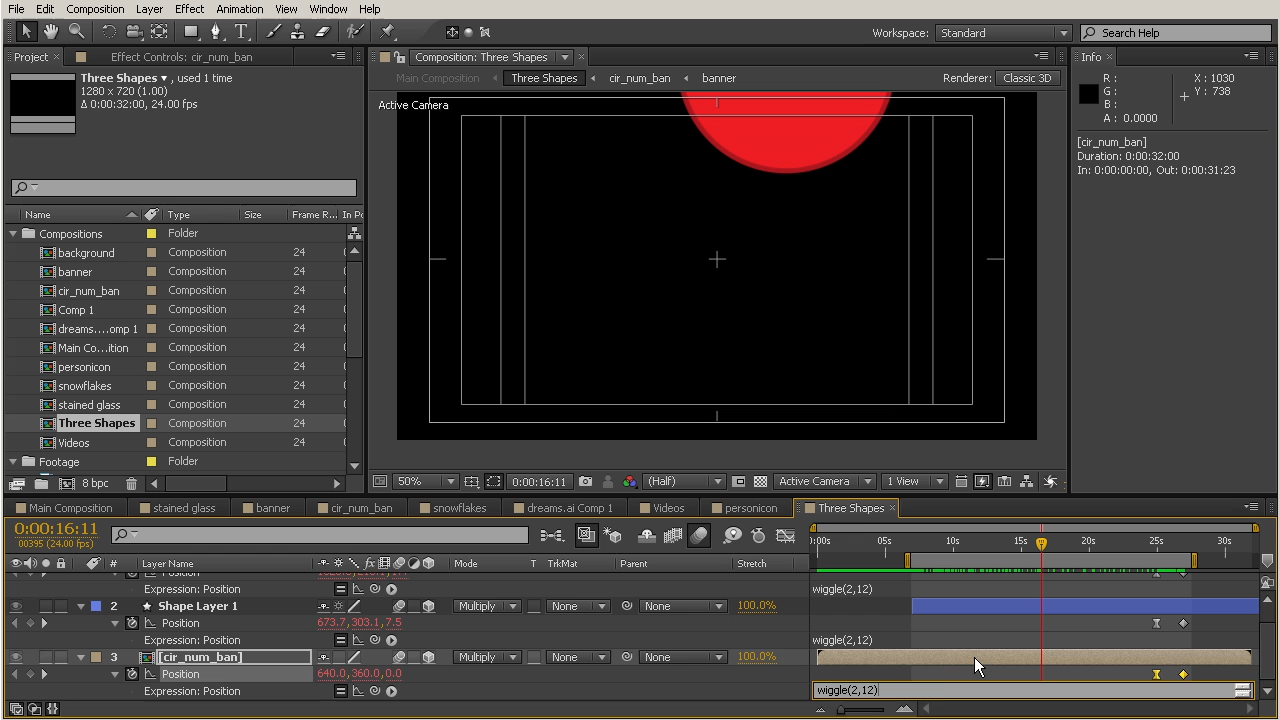 File Edit Composition Layer Effect Animation View Window Help
Workspace: Standard Search Help
Project × Effect Controls: cir_num_ban
Composition: Three Shapes ×
Info ×
Three Shapes ▾ , used 1 time
1280 x 720 (1.00)
Δ 0:00:32:00, 24.00 fps
Main Composition Three Shapes cir_num_ban banner
Renderer: Classic 3D
R :
G :
B :
A : 0.0000
X : 1030
Y : 738
Active Camera
[cir_num_ban]
Duration: 0:00:32:00
In: 0:00:00:00, Out: 0:00:31:23
Name Type Size Frame R... In Po
Compositions Folder
background Composition 24
banner Composition 24
cir_num_ban Composition 24
Comp 1 Composition 24
dreams....omp 1 Composition 24
Main Co...ition Composition 24
personicon Composition 24
snowflakes Composition 24
stained glass Composition 24
Three Shapes Composition 24
Videos Composition 24
Footage Folder
8 bpc
50% 0:00:16:11 (Half) Active Camera 1 View
Main Composition stained glass banner cir_num_ban snowflakes dreams.ai Comp 1 Videos personicon Three Shapes ×
0:00:16:11
00395 (24.00 fps)
):00s 05s 10s 15s 20s 25s 30s
# Layer Name fx Mode T TrkMat Parent Stretch
Expression: Position wiggle(2,12)
2 Shape Layer 1 Multiply None None 100.0%
Position 673.7,303.1,7.5
Expression: Position wiggle(2,12)
3 [cir_num_ban] Multiply None None 100.0%
Position 640.0,360.0,0.0
Expression: Position wiggle(2,12)